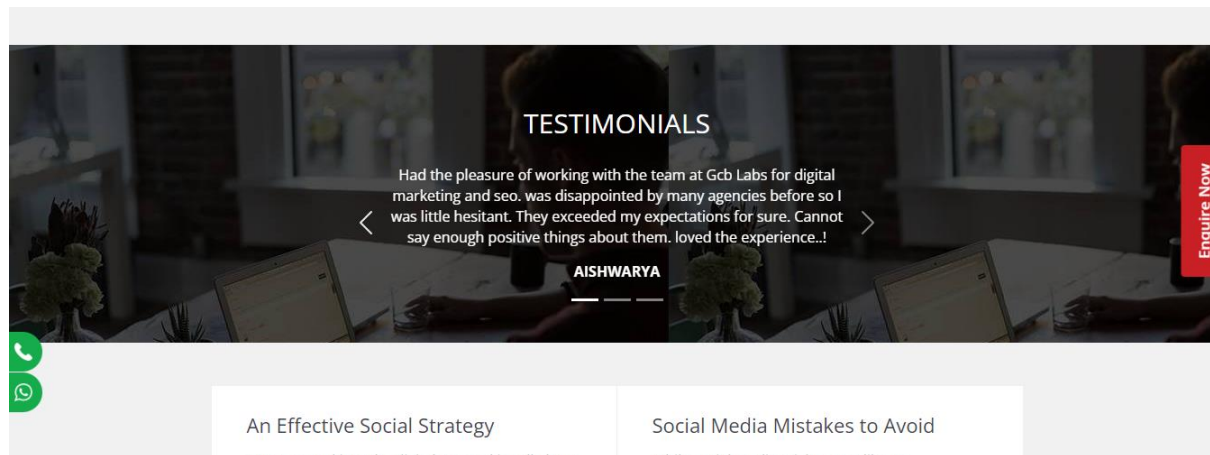 TESTIMONIALS
Had the pleasure of working with the team at Gcb Labs for digital
marketing and seo. was disappointed by many agencies before so I
was little hesitant. They exceeded my expectations for sure. Cannot
say enough positive things about them. loved the experience..!
AISHWARYA
Enquire Now
An Effective Social Strategy
Social Media Mistakes to Avoid